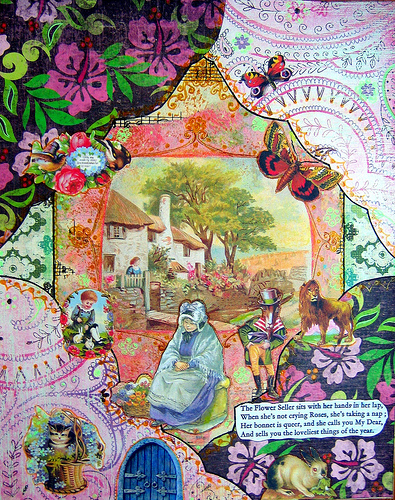 The Flower Seller sits with her hands in her lap,
When she's not crying Roses, she's taking a nap;
Her bonnet is queer, and she calls you My Dear,
And sells you the loveliest things of the year.